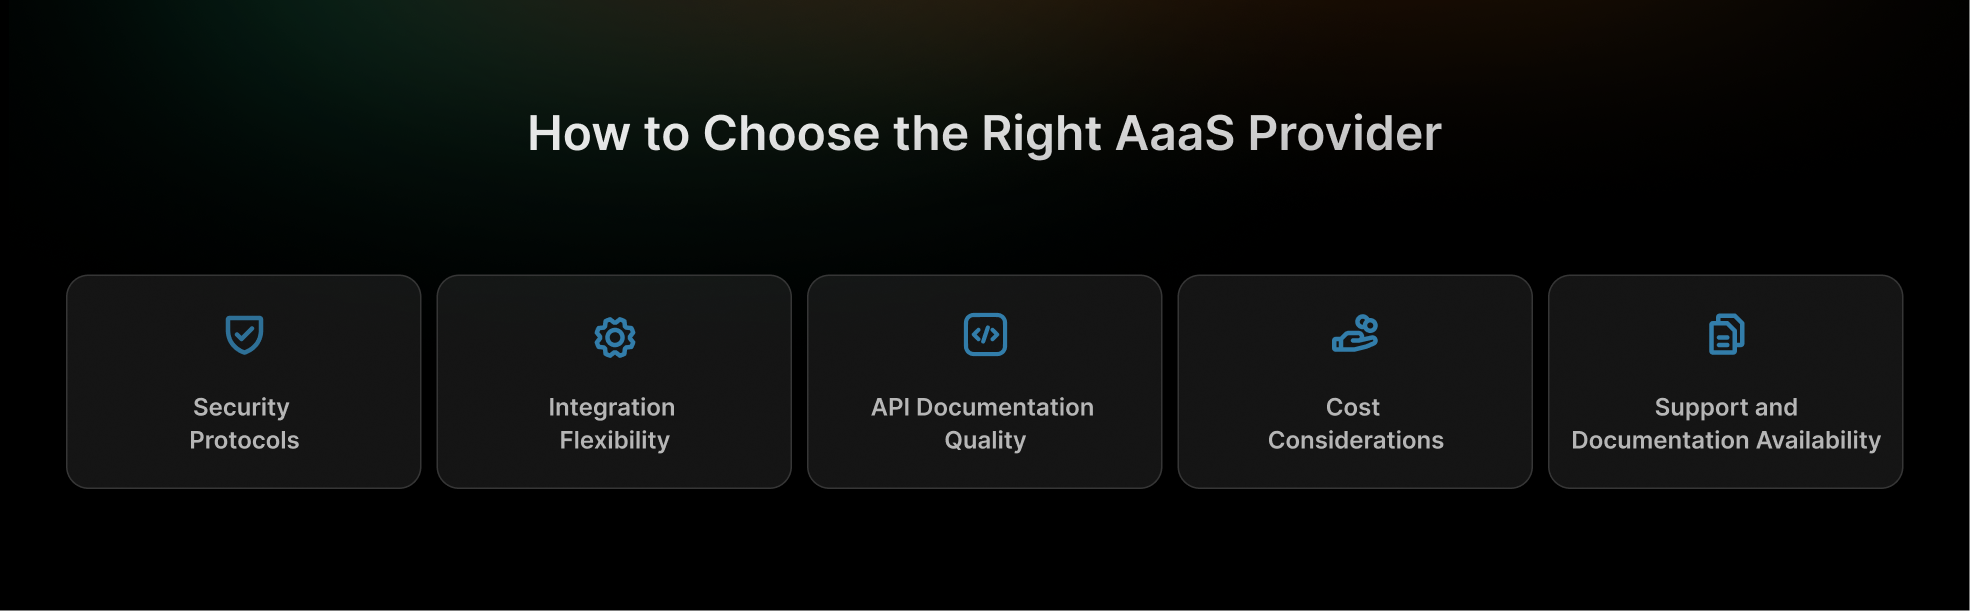 How to Choose the Right AaaS Provider
Security
Protocols
Integration
Flexibility
API Documentation
Quality
Cost
Considerations
Support and
Documentation Availability